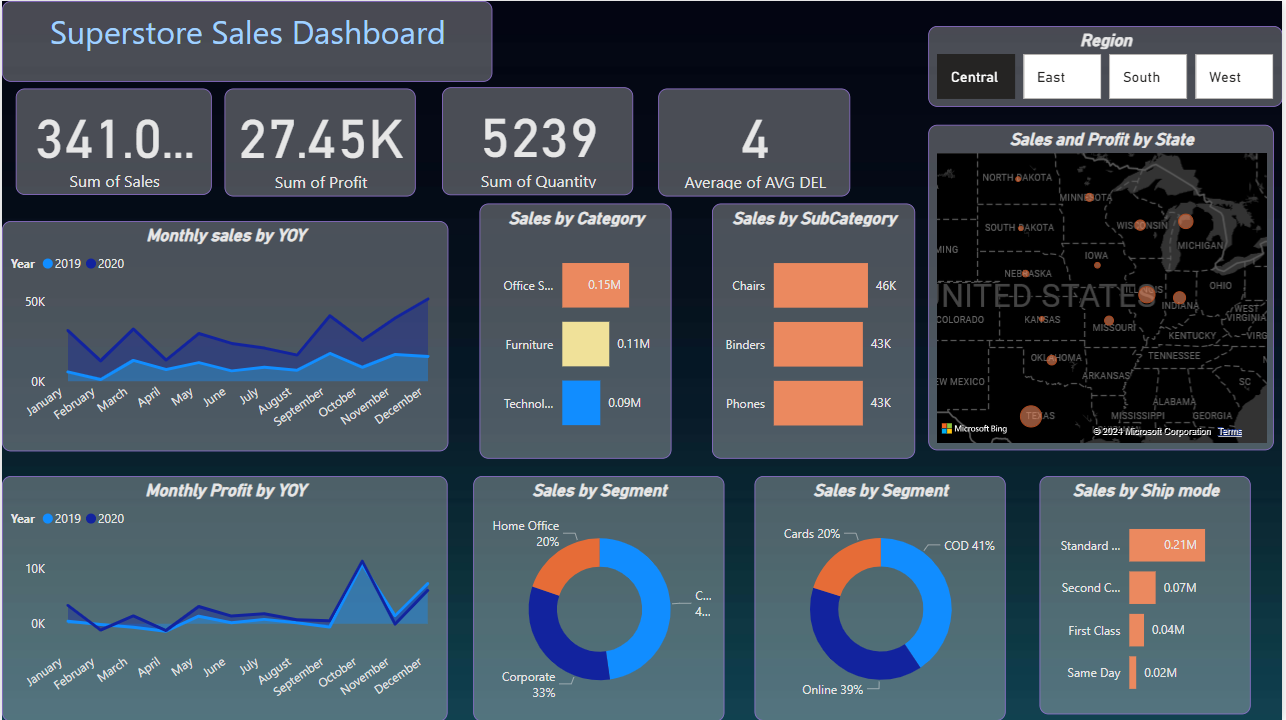 Superstore Sales Dashboard
Region
Central
East
South
West
341.0...
Sum of Sales
27.45K
Sum of Profit
5239
Sum of Quantity
4
Average of AVG DEL
Sales and Profit by State
NORTH DAKOTA
MINNESOTA
SOUTH DAKOTA
WISCONSIN
MICHIGAN
MING
IOWA
NEBRASKA
UNITED STATES
ILLINOIS
INDIANA
OHIO
COLORADO
KANSAS
MISSOURI
WEST
VIRGINIA
KENTUCKY
VIRG
OKLAHOMA
TENNESSEE
EW MEXICO
ARKANSAS
SC
ALABAMA
TEXAS
MISSISSIPPI
GEORGIA
Microsoft Bing
© 2024 Microsoft Corporation
Terms
Monthly sales by YOY
Year 2019 2020
50K
0K
January
February
March
April
May
June
July
August
September
October
November
December
Sales by Category
Office S...
0.15M
Furniture
0.11M
Technol...
0.09M
Sales by SubCategory
Chairs
46K
Binders
43K
Phones
43K
Monthly Profit by YOY
Year 2019 2020
10K
0K
January
February
March
April
May
June
July
August
September
October
November
December
Sales by Segment
Home Office
20%
C...
4...
Corporate
33%
Sales by Segment
Cards 20%
COD 41%
Online 39%
Sales by Ship mode
Standard ...
0.21M
Second C...
0.07M
First Class
0.04M
Same Day
0.02M